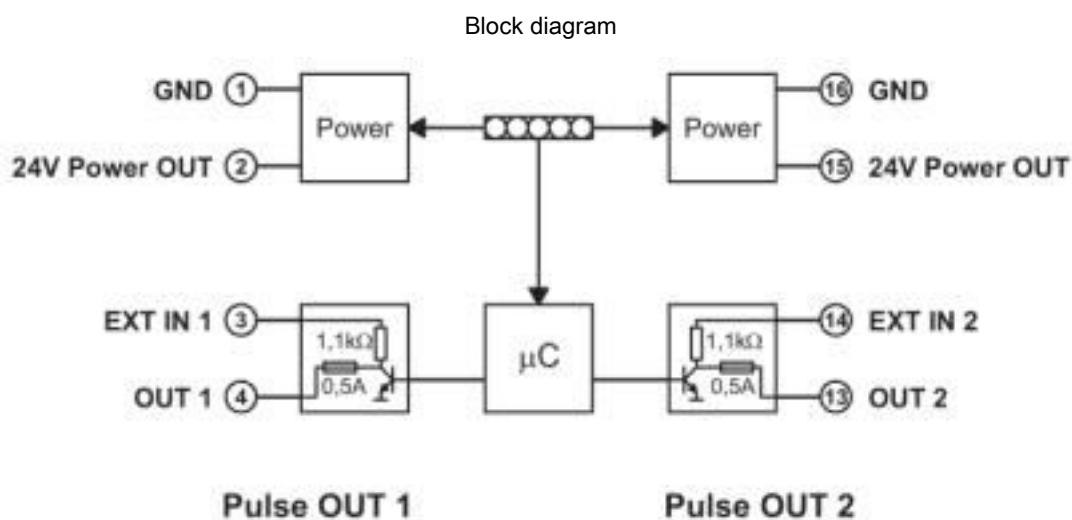 Block diagram
GND 1 Power Power 16 GND
24V Power OUT 2 15 24V Power OUT
EXT IN 1 3 14 EXT IN 2
1,1kΩ µC 1,1kΩ
0,5A 0,5A
OUT 1 4 13 OUT 2
Pulse OUT 1 Pulse OUT 2